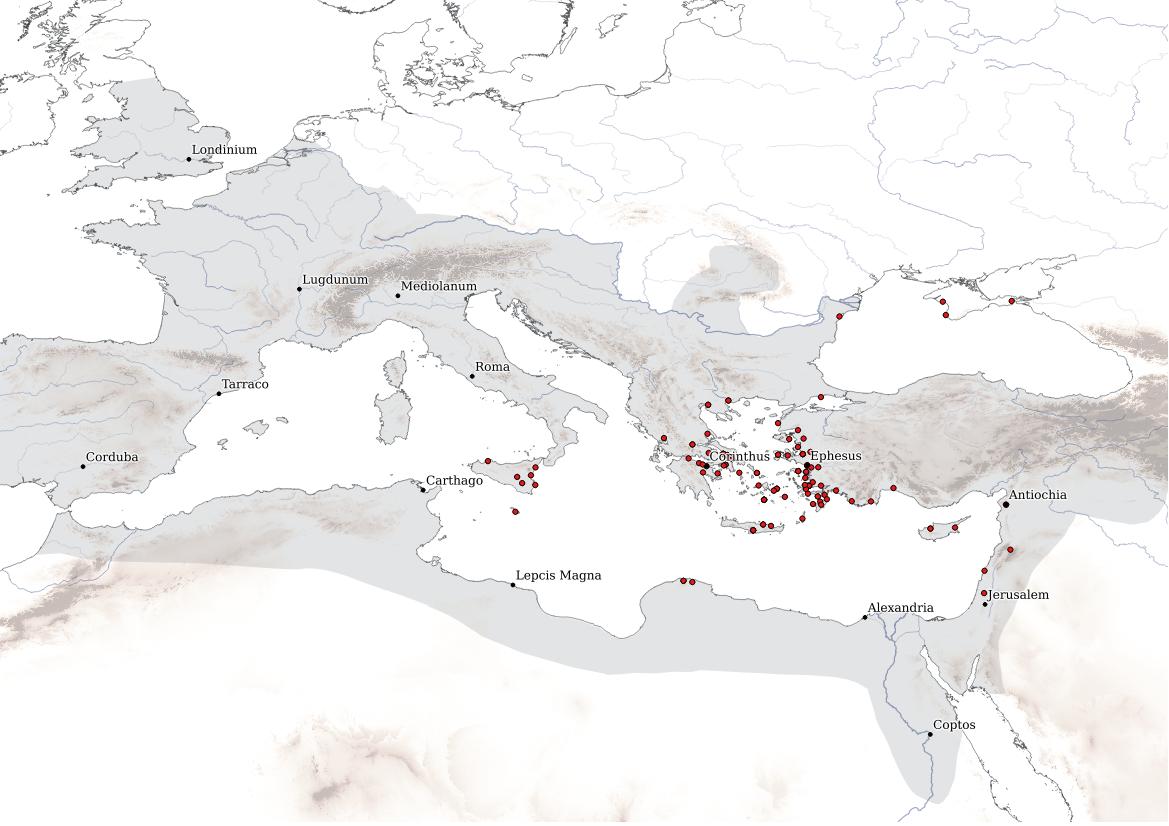 Londinium
Lugdunum
Mediolanum
Roma
Tarraco
Corduba
Corinthus
Ephesus
Carthago
Antiochia
Lepcis Magna
Jerusalem
Alexandria
Coptos